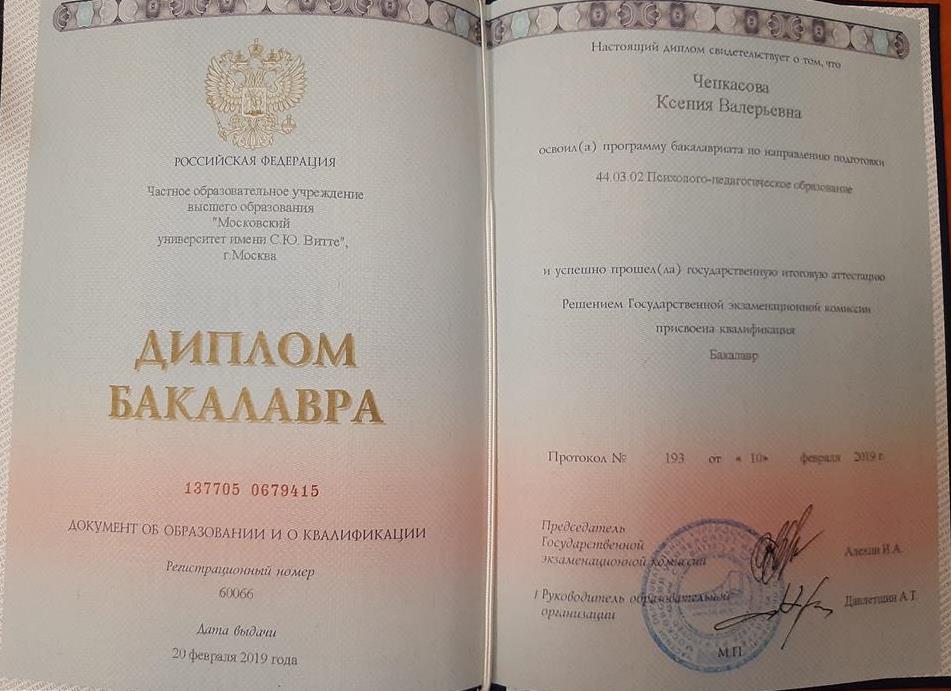 РОССИЙСКАЯ ФЕДЕРАЦИЯ
Частное образовательное учреждение
высшего образования
"Московский
университет имени С.Ю. Витте",
г.Москва
ДИПЛОМ
БАКАЛАВРА
137705 0679415
ДОКУМЕНТ ОБ ОБРАЗОВАНИИ И О КВАЛИФИКАЦИИ
Регистрационный номер
60066
Дата выдачи
20 февраля 2019 года
Настоящий диплом свидетельствует о том, что
Чепкасова
Ксения Валерьевна
освоил(а) программу бакалавриата по направлению подготовки
44.03.02 Психолого-педагогическое образование
и успешно прошел(ла) государственную итоговую аттестацию
Решением Государственной экзаменационной комиссии
присвоена квалификация
Бакалавр
Протокол № 193 от «10» февраля 2019 г.
Председатель
Государственной
экзаменационной комиссии
Алехин И.А.
Руководитель образовательной
организации
Давлетшин А.Т.
М.П.